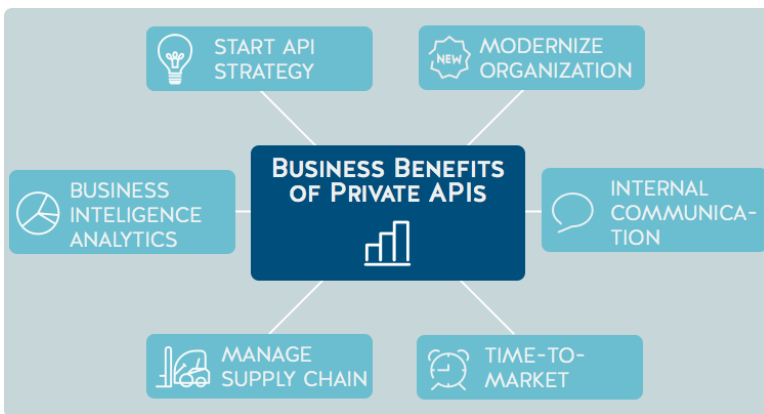 START API
STRATEGY
NEW
MODERNIZE
ORGANIZATION
BUSINESS BENEFITS
OF PRIVATE APIS
BUSINESS
INTELIGENCE
ANALYTICS
INTERNAL
COMMUNICA-
TION
MANAGE
SUPPLY CHAIN
TIME-TO-
MARKET